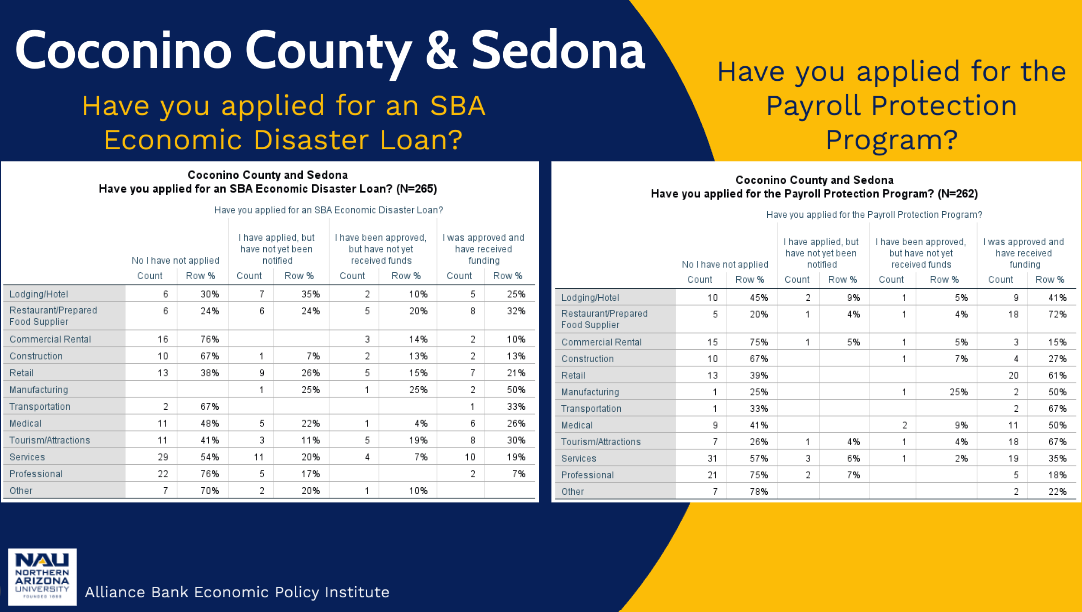 Coconino County & Sedona
Have you applied for an SBA
Economic Disaster Loan?
Have you applied for the
Payroll Protection
Program?
Coconino County and Sedona
Have you applied for an SBA Economic Disaster Loan? (N=265)
Have you applied for an SBA Economic Disaster Loan?
No I have not applied
I have applied, but
have not yet been
notified
I have been approved,
but have not yet
received funds
I was approved and
have received
funding
Count Row % Count Row % Count Row % Count Row %
Lodging/Hotel 6 30% 7 35% 2 10% 5 25%
Restaurant/Prepared
Food Supplier 6 24% 6 24% 5 20% 8 32%
Commercial Rental 16 76% 3 14% 2 10%
Construction 10 67% 1 7% 2 13% 2 13%
Retail 13 38% 9 26% 5 15% 7 21%
Manufacturing 1 25% 1 25% 2 50%
Transportation 2 67% 1 33%
Medical 11 48% 5 22% 1 4% 6 26%
Tourism/Attractions 11 41% 3 11% 5 19% 8 30%
Services 29 54% 11 20% 4 7% 10 19%
Professional 22 76% 5 17% 2 7%
Other 7 70% 2 20% 1 10%
Coconino County and Sedona
Have you applied for the Payroll Protection Program? (N=262)
Have you applied for the Payroll Protection Program?
No I have not applied
I have applied, but
have not yet been
notified
I have been approved,
but have not yet
received funds
I was approved and
have received
funding
Count Row % Count Row % Count Row % Count Row %
Lodging/Hotel 10 45% 2 9% 1 5% 9 41%
Restaurant/Prepared
Food Supplier 5 20% 1 4% 1 4% 18 72%
Commercial Rental 15 75% 1 5% 1 5% 3 15%
Construction 10 67% 1 7% 4 27%
Retail 13 39% 20 61%
Manufacturing 1 25% 1 25% 2 50%
Transportation 1 33% 2 67%
Medical 9 41% 2 9% 11 50%
Tourism/Attractions 7 26% 1 4% 1 4% 18 67%
Services 31 57% 3 6% 1 2% 19 35%
Professional 21 75% 2 7% 5 18%
Other 7 78% 2 22%
NAU
NORTHERN
ARIZONA
UNIVERSITY
FOUNDED 1899
Alliance Bank Economic Policy Institute